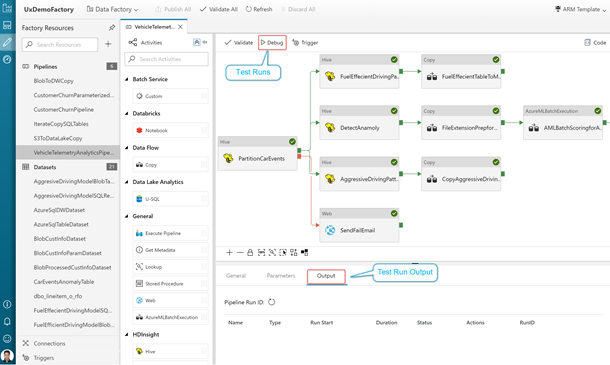 UxDemoFactory
Data Factory
Publish All
Validate All
Refresh
Discard All
ARM Template
Factory Resources
Search Resources
Pipelines
6
BlobToDWCopy
CustomerChurnParameterized...
CustomerChurnPipeline
IterateCopySQLTables
S3ToDataLakeCopy
VehicleTelemetryAnalyticsPipe...
Datasets
21
AggresiveDrivingModelBlobTa...
AggresiveDrivingModelSQLRe...
AzureSqlDWDataset
AzureSqlTableDataset
BlobCustInfoDataset
BlobCustInfoParamDataset
BlobProcessedCustInfoDataset
CarEventsAnomalyTable
dbo_lineitem_o_rfo
FuelEffecientDrivingModelSQ...
FuelEfficientDrivingModelBlob...
Connections
Triggers
VehicleTelemet...
Activities
Search Activities
Batch Service
Custom
Databricks
Notebook
Data Flow
Copy
Data Lake Analytics
U-SQL
General
Execute Pipeline
Get Metadata
Lookup
Stored Procedure
Web
AzureMLBatchExecution
HDInsight
Hive
Validate
Debug
Trigger
Code
Test Runs
Hive
FuelEffecientDrivingPa...
Copy
FuelEffecientTableToM...
Hive
DetectAnamoly
Copy
FileExtensionPrepfor...
AzureMLBatchExecution
AMLBatchScoringforA...
Hive
PartitionCarEvents
Hive
AggressiveDrivingPatt...
Copy
CopyAggressiveDrivin...
Web
SendFailEmail
General
Parameters
Output
Test Run Output
Pipeline Run ID:
Name
Type
Run Start
Duration
Status
Actions
RunID